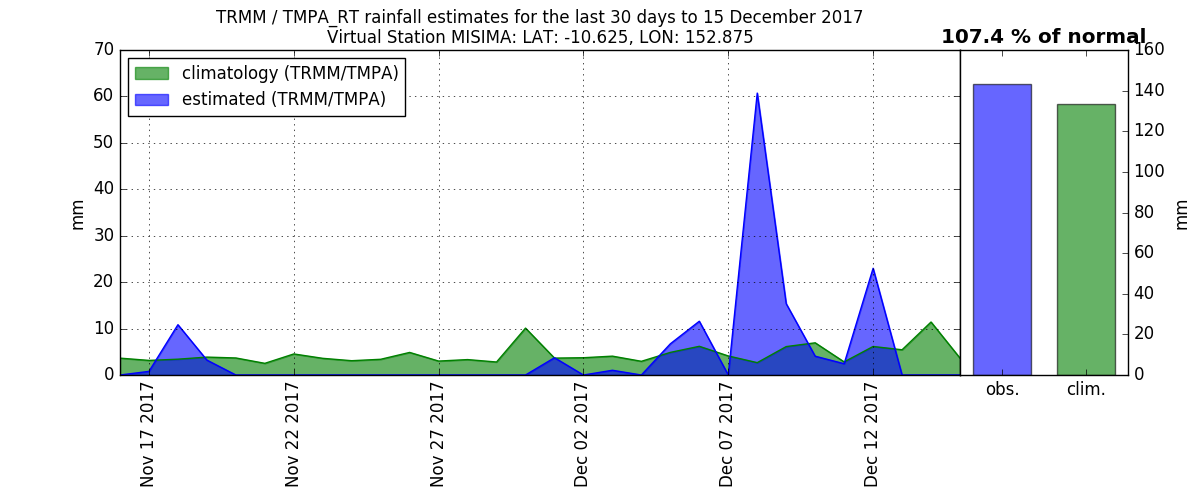 TRMM / TMPA_RT rainfall estimates for the last 30 days to 15 December 2017
Virtual Station MISIMA: LAT: -10.625, LON: 152.875
107.4 % of normal
climatology (TRMM/TMPA)
estimated (TRMM/TMPA)
70
60
50
40
30
20
10
0
mm
Nov 17 2017
Nov 22 2017
Nov 27 2017
Dec 02 2017
Dec 07 2017
Dec 12 2017
160
140
120
100
80
60
40
20
0
mm
obs.
clim.